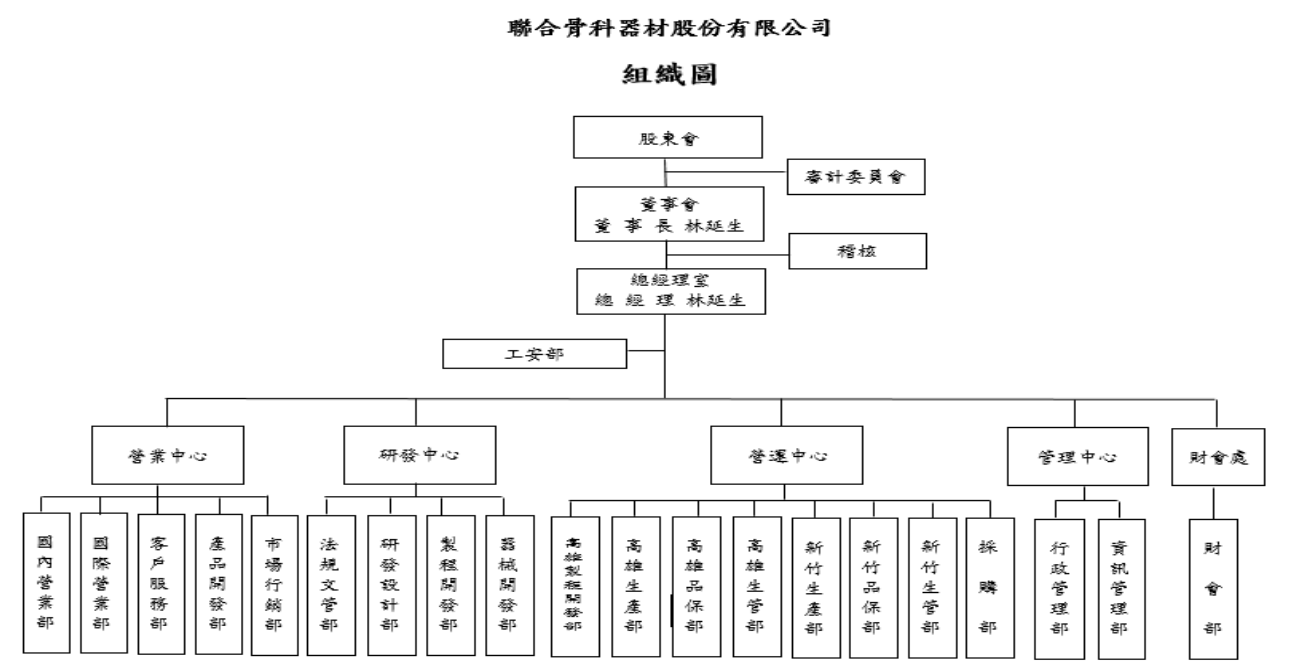 聯合骨科器材股份有限公司
組織圖
股東會
審計委員會
董事會
董 事 長 林延生
稽核
總經理室
總 經 理 林延生
工安部
營業中心
研發中心
營運中心
管理中心
財會處
國內營業部
國際營業部
客戶服務部
產品開發部
市場行銷部
法規文管部
研發設計部
製程開發部
器械開發部
高雄製程開發部
高雄生產部
高雄品保部
高雄生管部
新竹生產部
新竹品保部
新竹生管部
採購部
行政管理部
資訊管理部
財會部